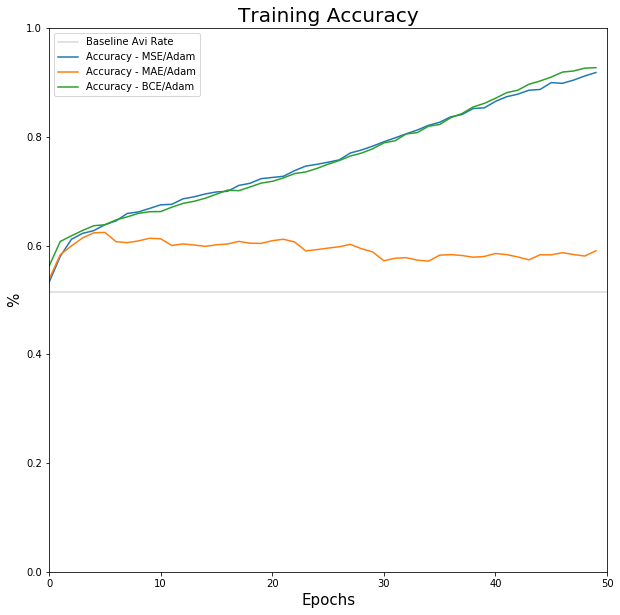 Training Accuracy
Baseline Avi Rate
Accuracy - MSE/Adam
Accuracy - MAE/Adam
Accuracy - BCE/Adam
1.0
0.8
0.6
0.4
0.2
0.0
%
0 10 20 30 40 50
Epochs